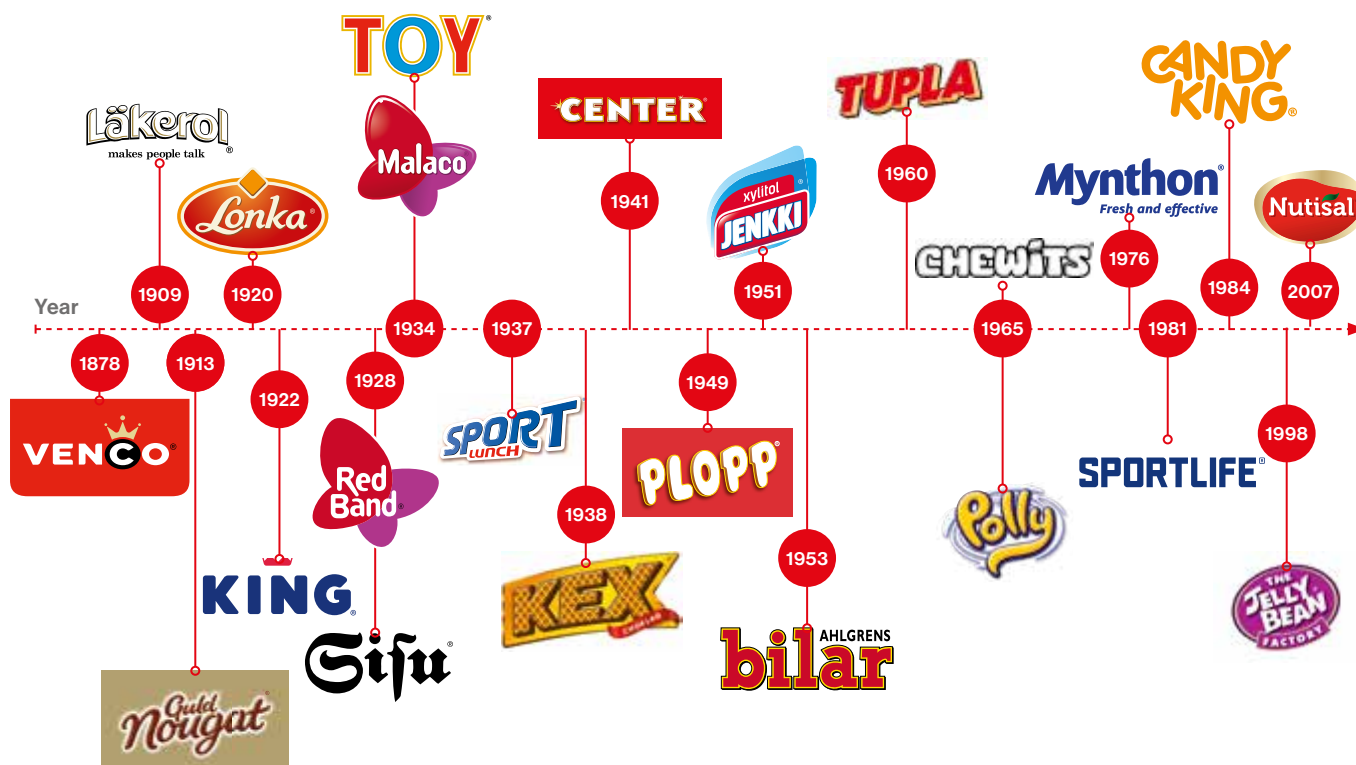 TOY®
Malaco
Läkerol
makes people talk®
Lonka®
CENTER®
xylitol
JENKKI®
TUPLA
CHEWITS
Mynthon®
Fresh and effective
CANDY
KING®
Nutisal
1909
1920
1934
1937
1941
1951
1960
1965
1976
1981
1984
2007
Year
1878
1913
1922
1928
1938
1949
1953
1998
VENCO®
KING®
Guld
Nougat
Red
Band®
Sisu®
SPORT
LUNCH
KEX
CHOKLAD
PLOPP®
AHLGRENS
bilar
Polly
SPORTLIFE®
THE
JELLY
BEAN
FACTORY